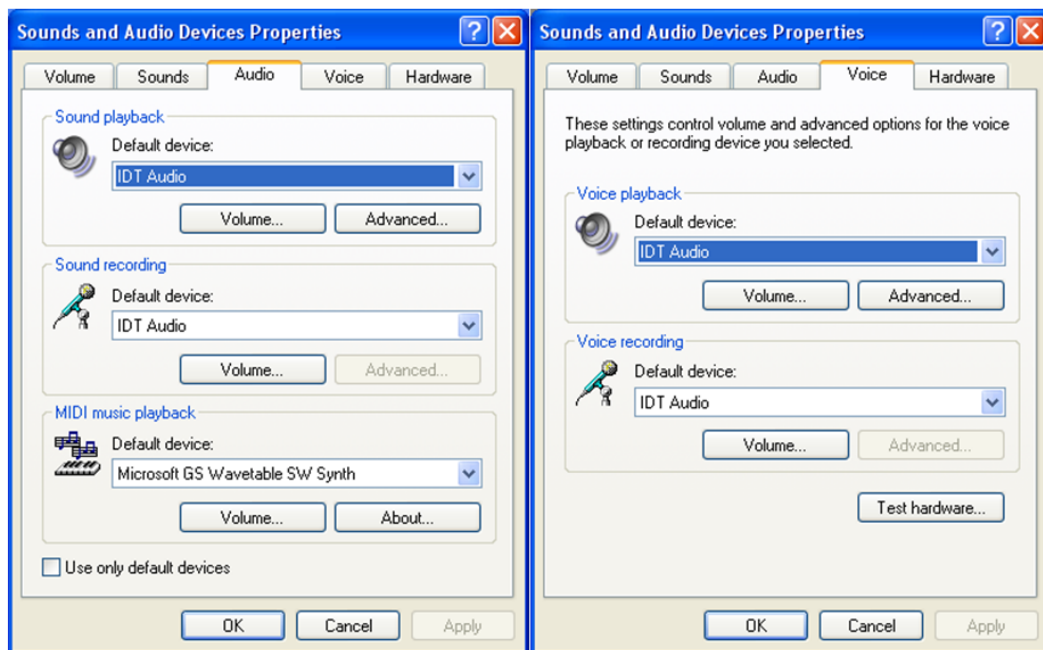 Sounds and Audio Devices Properties
Volume
Sounds
Audio
Voice
Hardware
Sound playback
Default device:
IDT Audio
Volume...
Advanced...
Sound recording
Default device:
IDT Audio
Volume...
Advanced...
MIDI music playback
Default device:
Microsoft GS Wavetable SW Synth
Volume...
About...
Use only default devices
OK
Cancel
Apply
Sounds and Audio Devices Properties
Volume
Sounds
Audio
Voice
Hardware
These settings control volume and advanced options for the voice
playback or recording device you selected.
Voice playback
Default device:
IDT Audio
Volume...
Advanced...
Voice recording
Default device:
IDT Audio
Volume...
Advanced...
Test hardware...
OK
Cancel
Apply